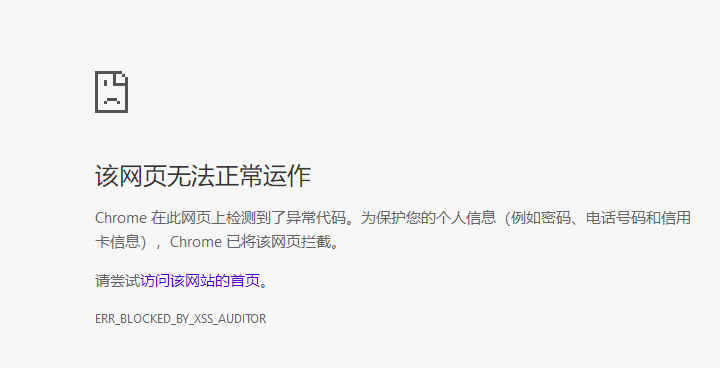 该网页无法正常运作
Chrome 在此网页上检测到了异常代码。为保护您的个人信息（例如密码、电话号码和信用
卡信息），Chrome 已将该网页拦截。
请尝试访问该网站的首页。
ERR_BLOCKED_BY_XSS_AUDITOR